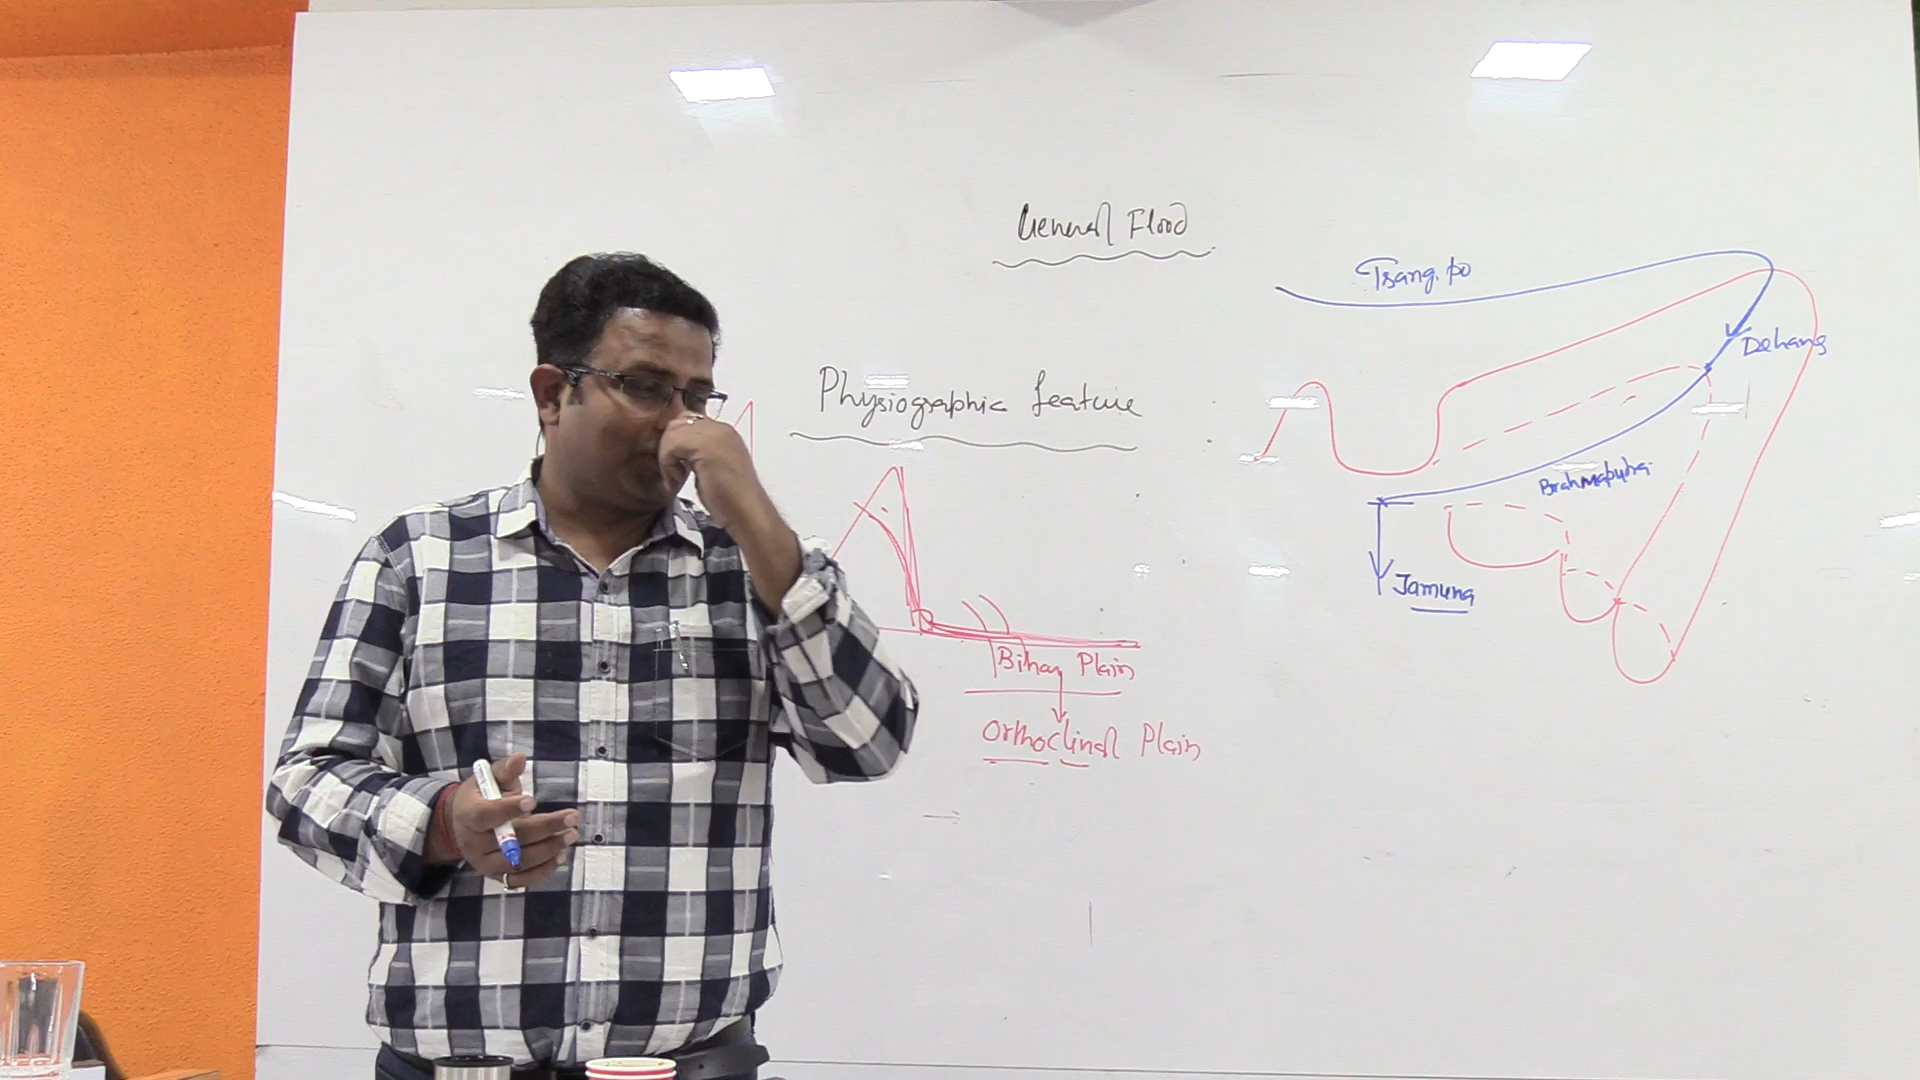 General Flood
Tsang.po
Dehang
Physiographic feature
Brahmaputra
Jamuna
Bihar Plain
Orthoclinal Plain